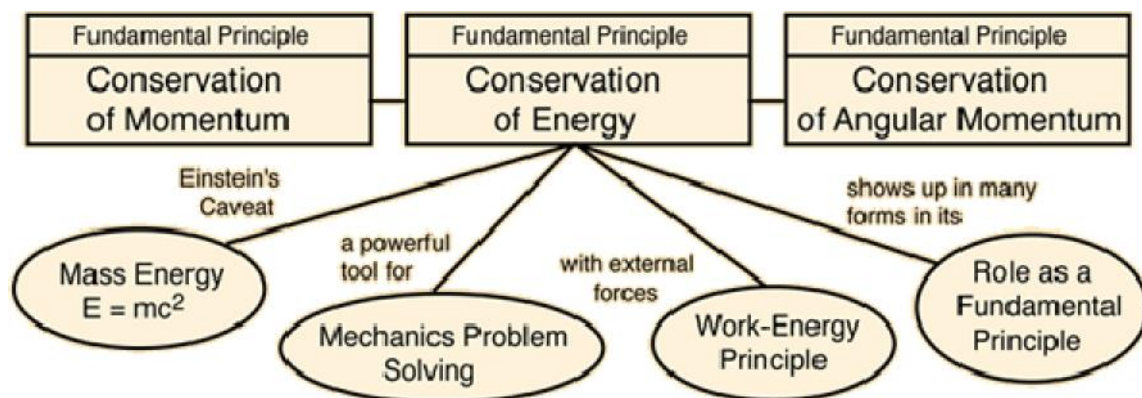 Fundamental Principle
Conservation
of Momentum
Fundamental Principle
Conservation
of Energy
Fundamental Principle
Conservation
of Angular Momentum
Einstein's
Caveat
a powerful
tool for
with external
forces
shows up in many
forms in its
Mass Energy
E = mc²
Mechanics Problem
Solving
Work-Energy
Principle
Role as a
Fundamental
Principle